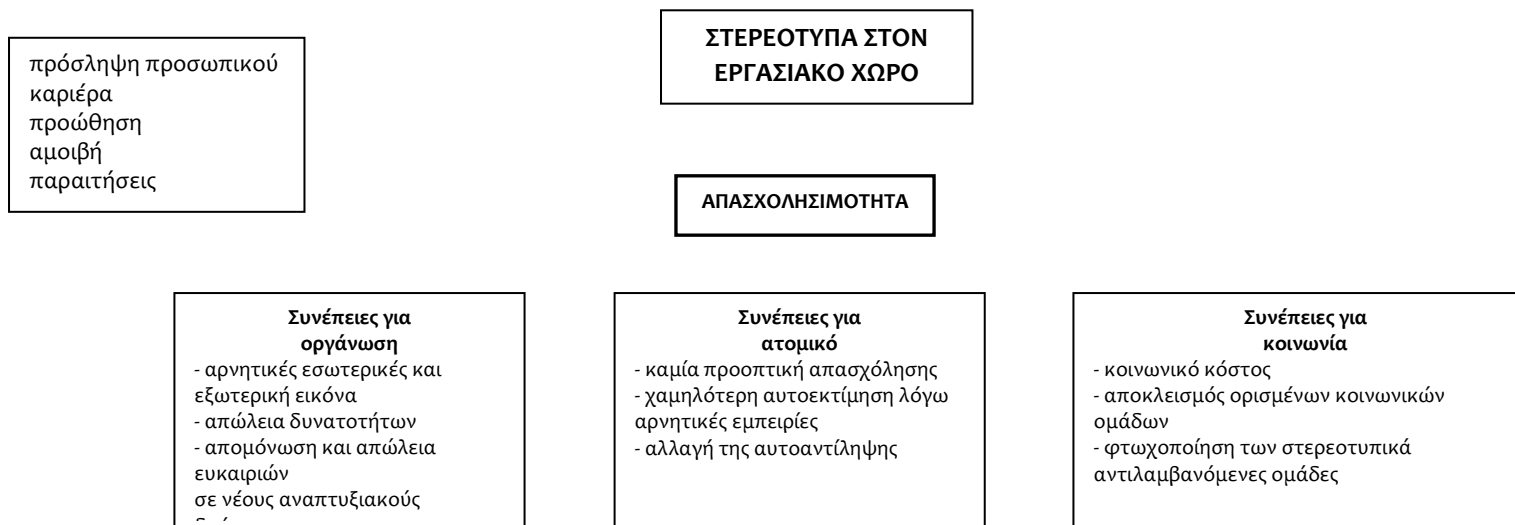 πρόσληψη προσωπικού
καριέρα
προώθηση
αμοιβή
παραιτήσεις
ΣΤΕΡΕΟΤΥΠΑ ΣΤΟΝ
ΕΡΓΑΣΙΑΚΟ ΧΩΡΟ
ΑΠΑΣΧΟΛΗΣΙΜΟΤΗΤΑ
Συνέπειες για
οργάνωση
- αρνητικές εσωτερικές και
εξωτερική εικόνα
- απώλεια δυνατοτήτων
- απομόνωση και απώλεια
ευκαιριών
σε νέους αναπτυξιακούς
Συνέπειες για
ατομικό
- καμία προοπτική απασχόλησης
- χαμηλότερη αυτοεκτίμηση λόγω
αρνητικές εμπειρίες
- αλλαγή της αυτοαντίληψης
Συνέπειες για
κοινωνία
- κοινωνικό κόστος
- αποκλεισμός ορισμένων κοινωνικών
ομάδων
- φτωχοποίηση των στερεοτυπικά
αντιλαμβανόμενες ομάδες